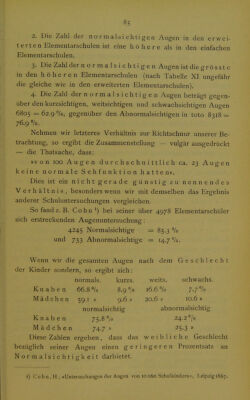 85
2. Die Zahl der normalsichtigen Augen in den erwei-
terten Elementarschulen ist eine höhere als in den einfachen
Elementarschulen.
3. Die Zahl der normalsichtigen Augen ist die grösste
in den höheren Elementarschulen (nach Tabelle XI ungefähr
die gleiche wie in den erweiterten Elementarschulen).
4. Die Zahl der normalsichtigen Augen beträgt gegen-
über den kurzsichtigen, weitsichtigen und schwachsichtigen Augen
6805 = 62.9 %, gegenüber den Abnormalsichtigen in toto 8318 =
76.9 %.
Nehmen wir letzteres Verhältnis zur Richtschnur unserer Be-
trachtung, so ergibt die Zusammenstellung — vulgär ausgedrückt
— die Thatsache, dass:
»von 100 Augen durchschnittlich ca. 23 Augen
keine normale Sehfunktion hatten«.
Dies ist ein nicht gerade günstig zu nennendes
Verhältnis, besonders wenn wir mit demselben das Ergebnis
anderer Schuluntersuchungen vergleichen.
So fand z. B. Cohn ¹) bei seiner über 4978 Elementarschüler
sich erstreckenden Augenuntersuchung:
4245 Normalsichtige = 85.3 %
und 733 Abnormalsichtige = 14.7 %.
Wenn wir die gesamten Augen nach dem Geschlecht
der Kinder sondern, so ergibt sich:
normals. kurzs. weits. schwachs.
Knaben 66.8 % 8.9 % 16.6 % 7.7 %
Mädchen 59.1 » 9.6 » 20.6 » 10.6 »
normalsichtig abnormalsichtig
Knaben 75.8 % 24.2 %
Mädchen 74.7 » 25.3 »
Diese Zahlen ergeben, dass das weibliche Geschlecht
bezüglich seiner Augen einen geringeren Prozentsatz an
Normalsichtigkeit darbietet.
¹) Cohn, H., »Untersuchungen der Augen von 10 060 Schulkindern«. Leipzig 1867.